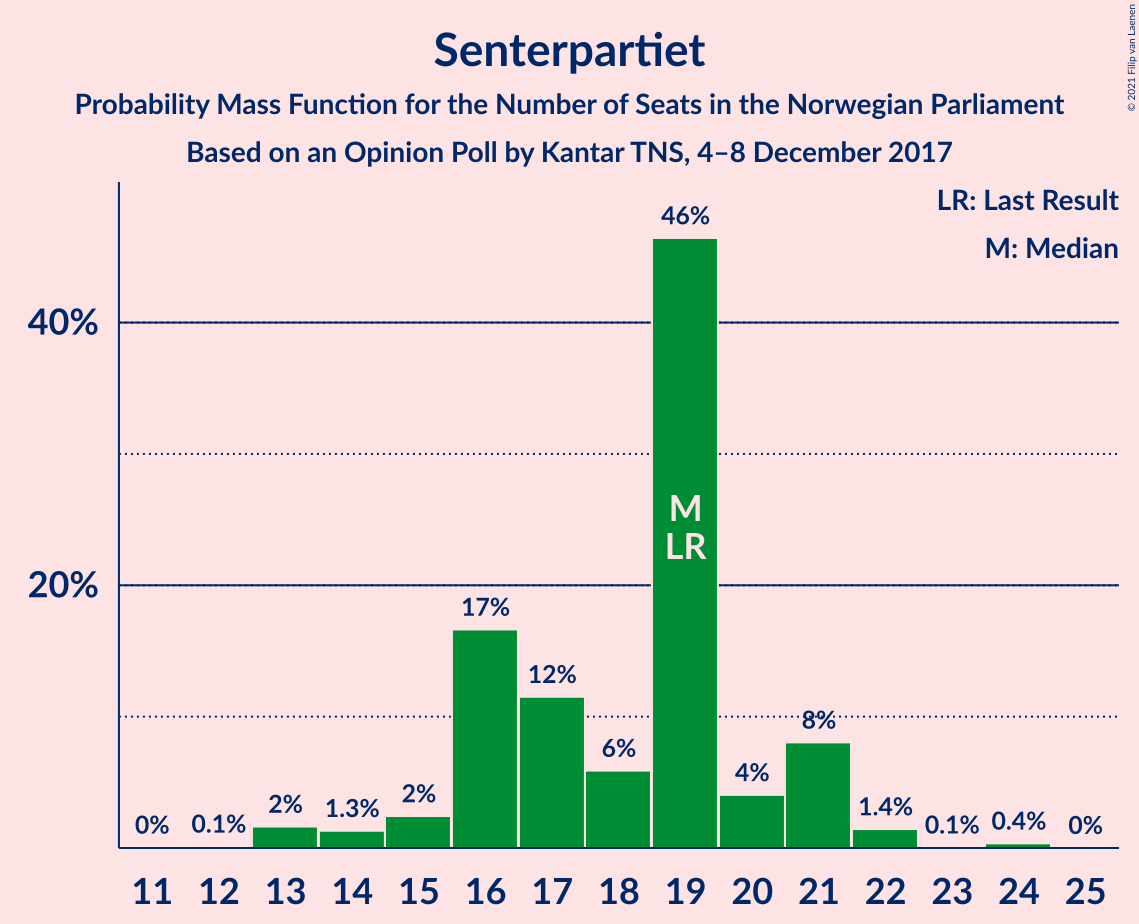 Senterpartiet
Probability Mass Function for the Number of Seats in the Norwegian Parliament
Based on an Opinion Poll by Kantar TNS, 4–8 December 2017
© 2021 Filip van Laenen
LR: Last Result
M: Median
40%
20%
0%
0.1%
2%
1.3%
2%
17%
12%
6%
46%
4%
8%
1.4%
0.1%
0.4%
0%
M
LR
11 12 13 14 15 16 17 18 19 20 21 22 23 24 25